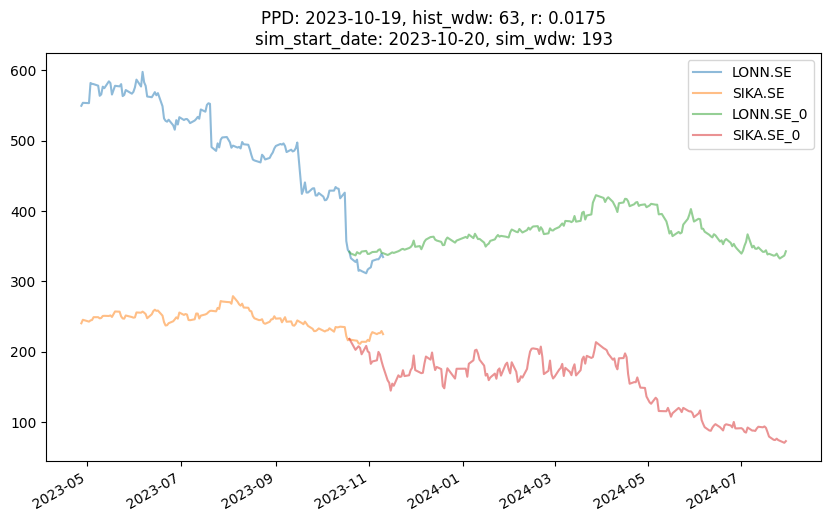 PPD: 2023-10-19, hist_wdw: 63, r: 0.0175
sim_start_date: 2023-10-20, sim_wdw: 193
600
500
400
300
200
100
LONN.SE
SIKA.SE
LONN.SE_0
SIKA.SE_0
2023-05
2023-07
2023-09
2023-11
2024-01
2024-03
2024-05
2024-07